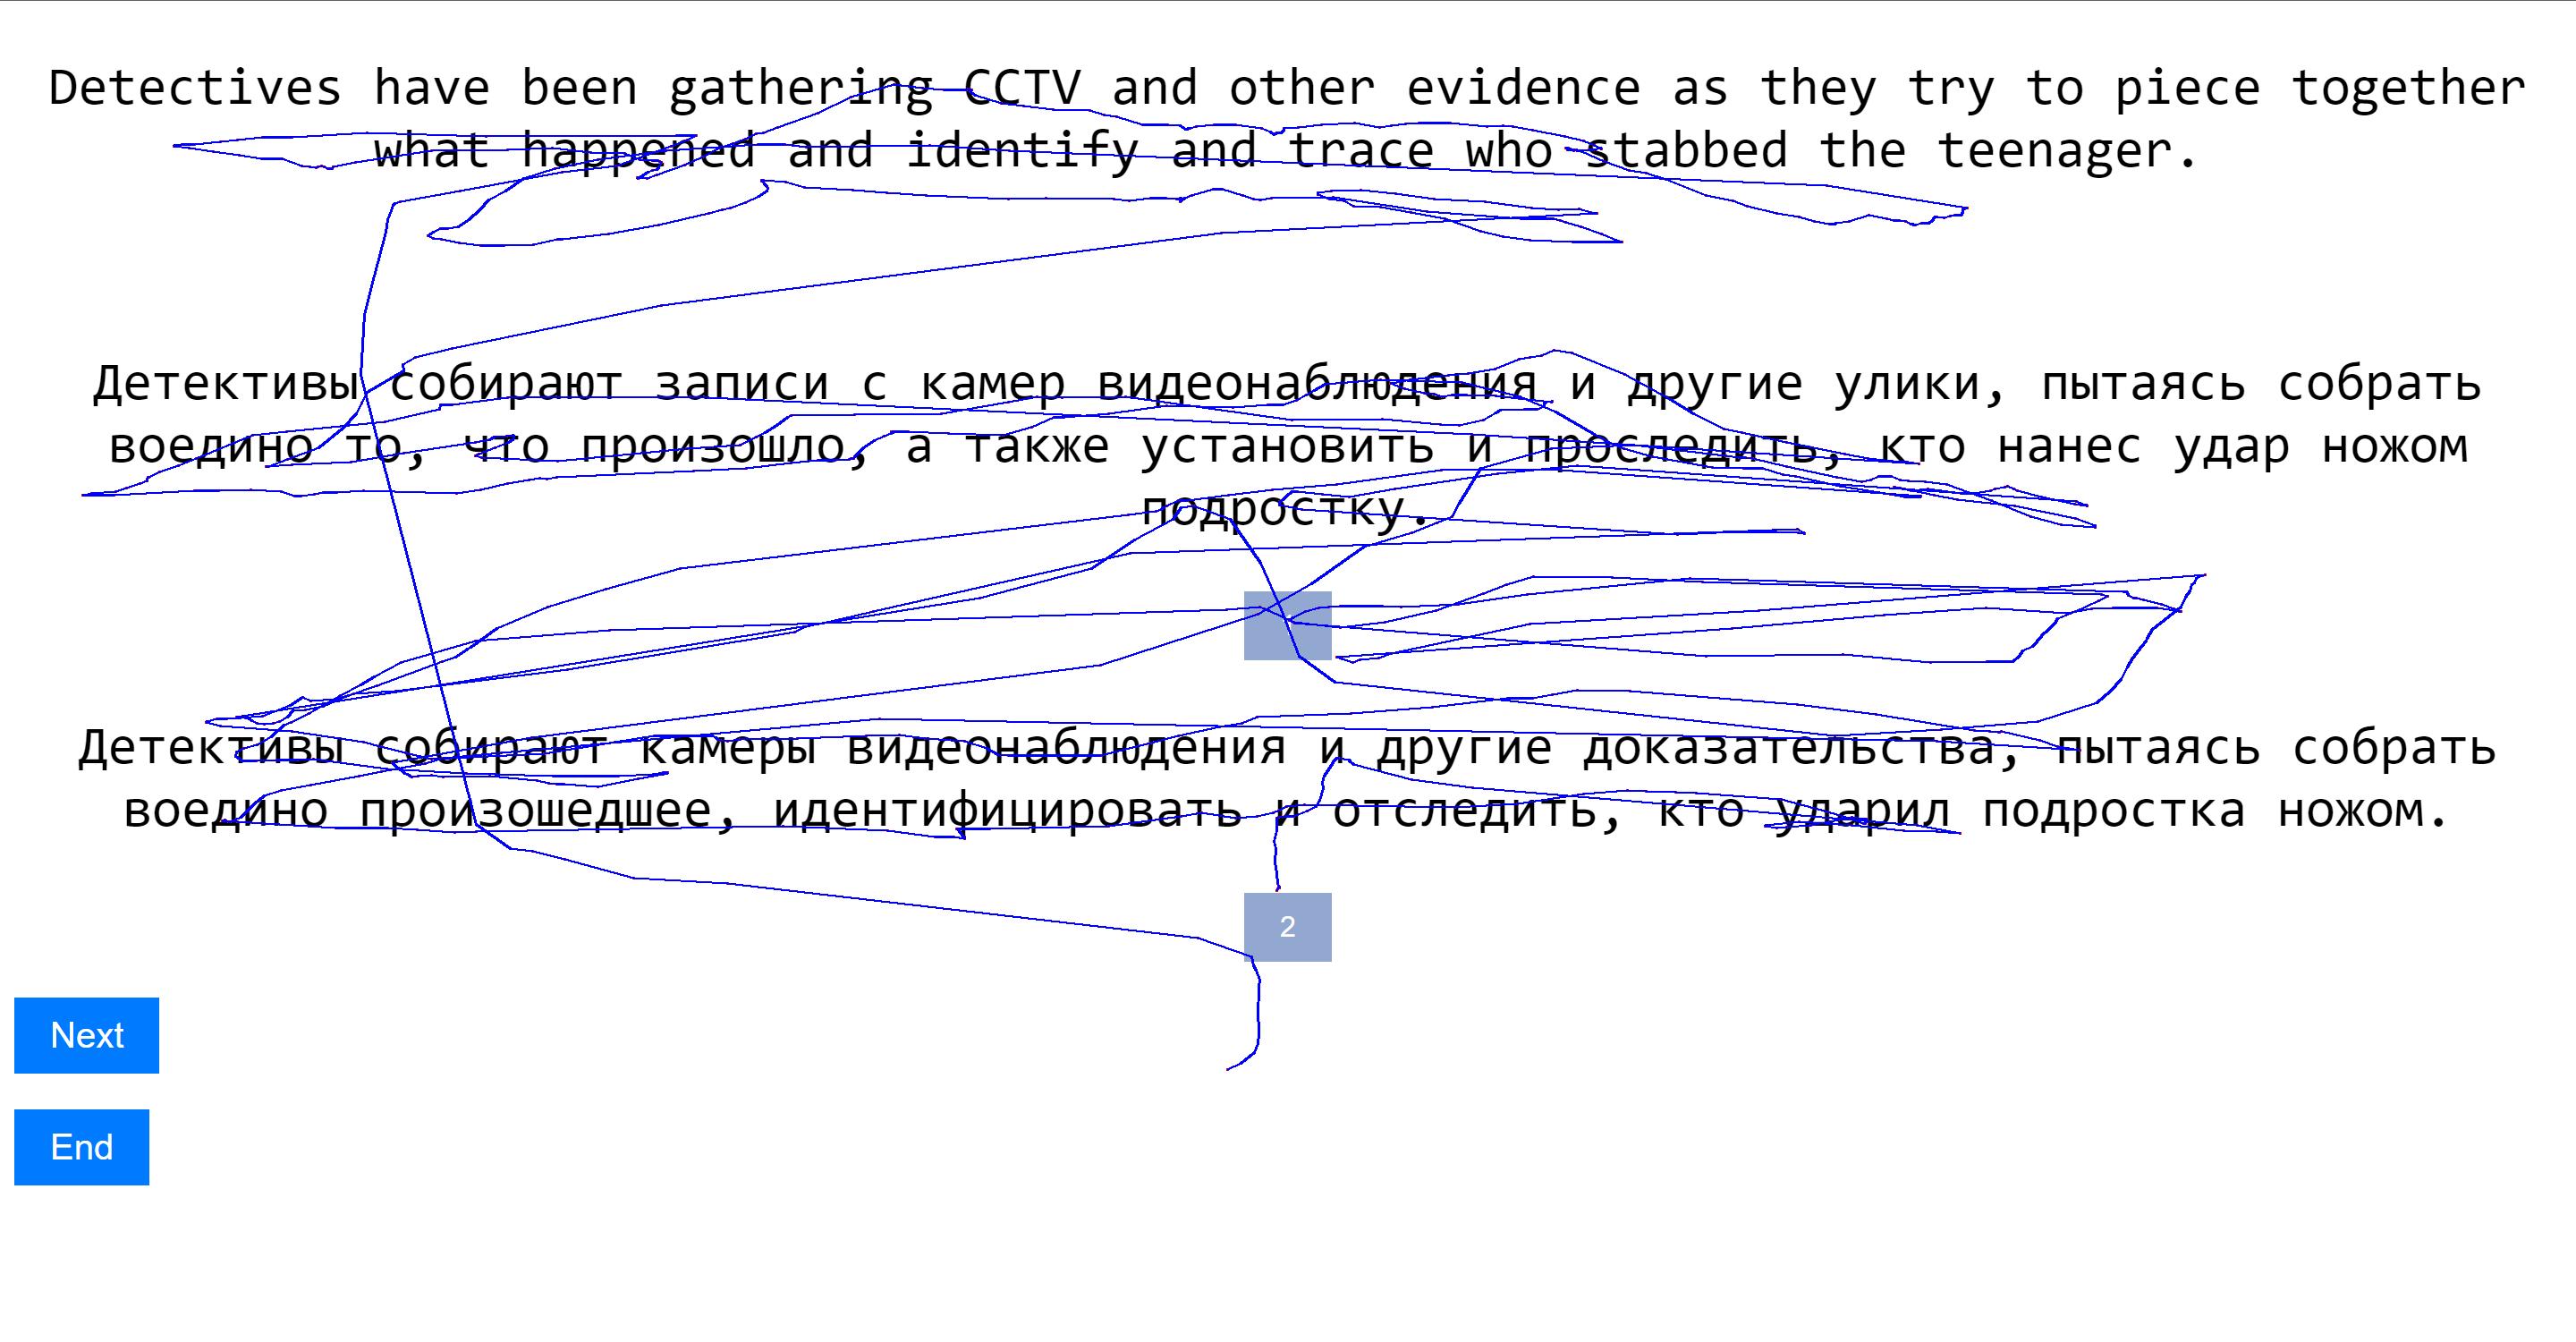 Detectives have been gathering CCTV and other evidence as they try to piece together
what happened and identify and trace who stabbed the teenager.
Детективы собирают записи с камер видеонаблюдения и другие улики, пытаясь собрать
воедино то, что произошло, а также установить и проследить, кто нанес удар ножом
подростку.
Детективы собирают камеры видеонаблюдения и другие доказательства, пытаясь собрать
воедино произошедшее, идентифицировать и отследить, кто ударил подростка ножом.
2
Next
End